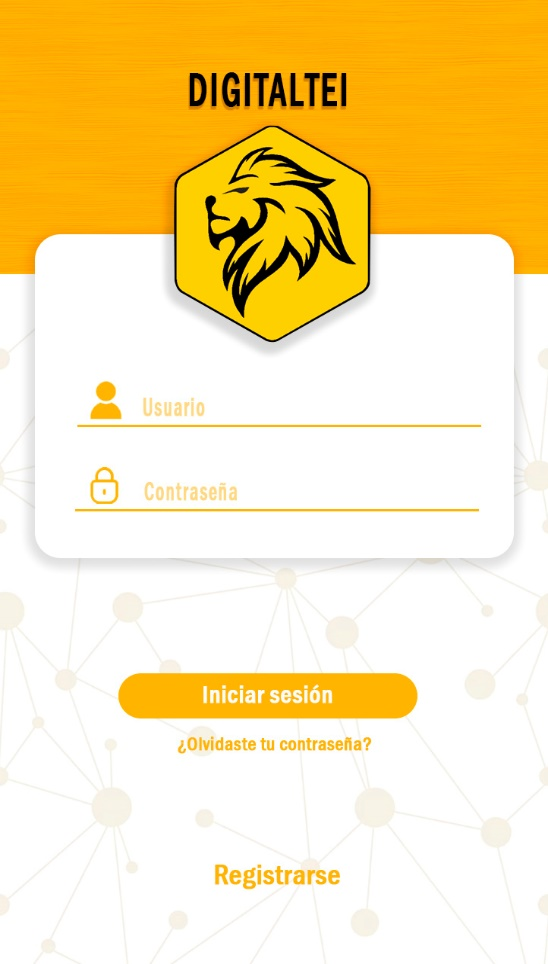 DIGITALTEI
Usuario
Contraseña
Iniciar sesión
¿Olvidaste tu contraseña?
Registrarse